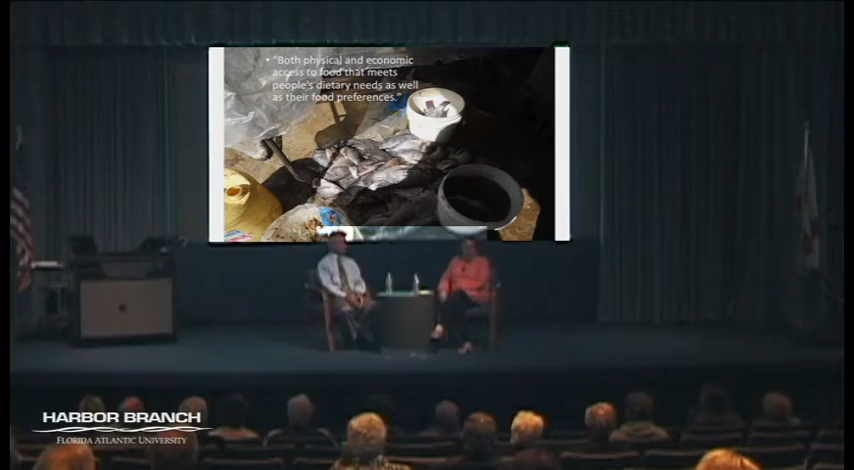 • "Both physical and economic
access to food that meets
people's dietary needs as well
as their food preferences."
HARBOR BRANCH
FLORIDA ATLANTIC UNIVERSITY